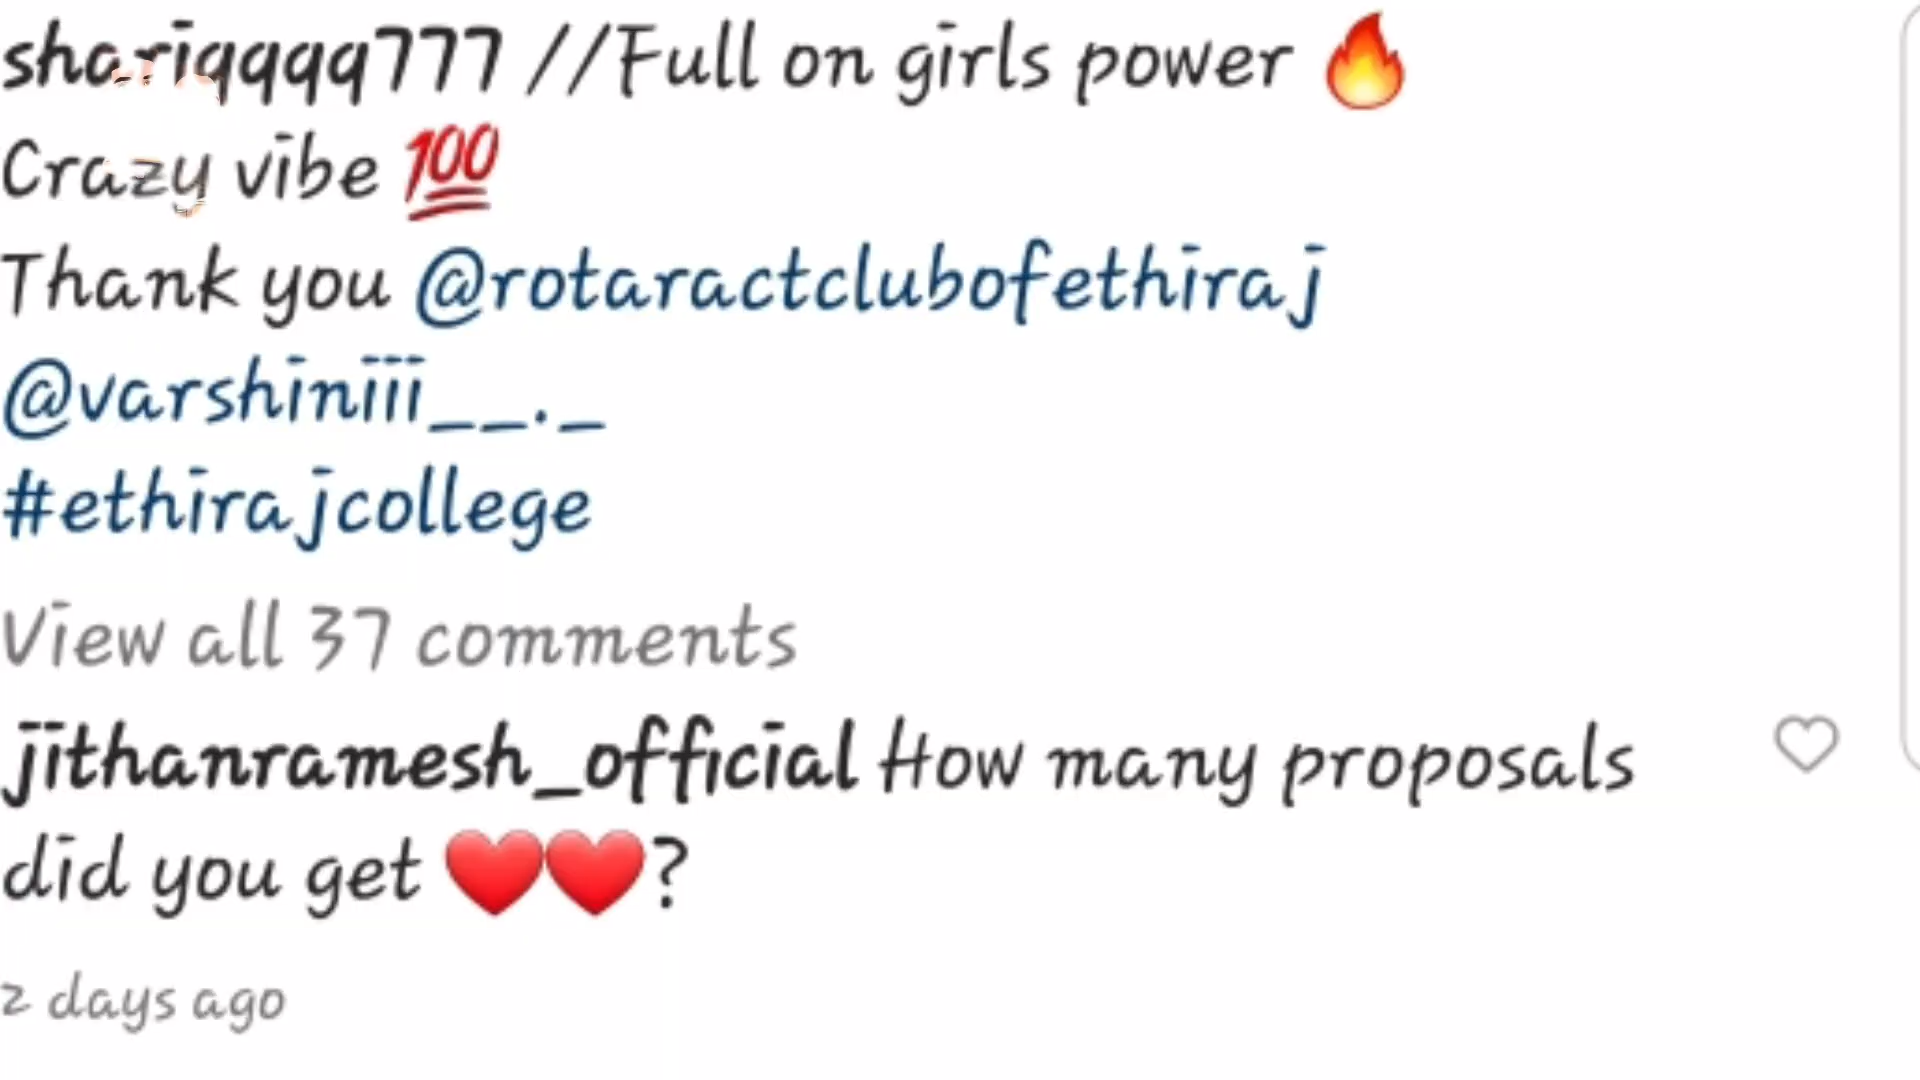 shariqqqq777 //Full on girls power 🔥
Crazy vibe 💯
Thank you @rotaractclubofethiraj
@varshiniii__._
#ethirajcollege
View all 37 comments
jithanramesh_official How many proposals
did you get ❤️❤️?
2 days ago